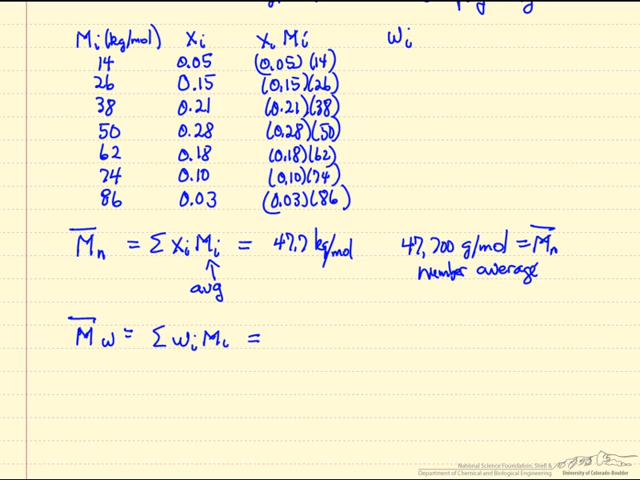 Mi (kg/mol) xi xi Mi wi
14 0.05 (0.05)(14)
26 0.15 (0.15)(26)
38 0.21 (0.21)(38)
50 0.28 (0.28)(50)
62 0.18 (0.18)(62)
74 0.10 (0.10)(74)
86 0.03 (0.03)(86)
M̅n = Σ xi Mi = 47.7 kg/mol 47,700 g/mol = M̅n
avg number average
M̅w = Σ wi Mi =
National Science Foundation, Shell &
Department of Chemical and Biological Engineering University of Colorado-Boulder